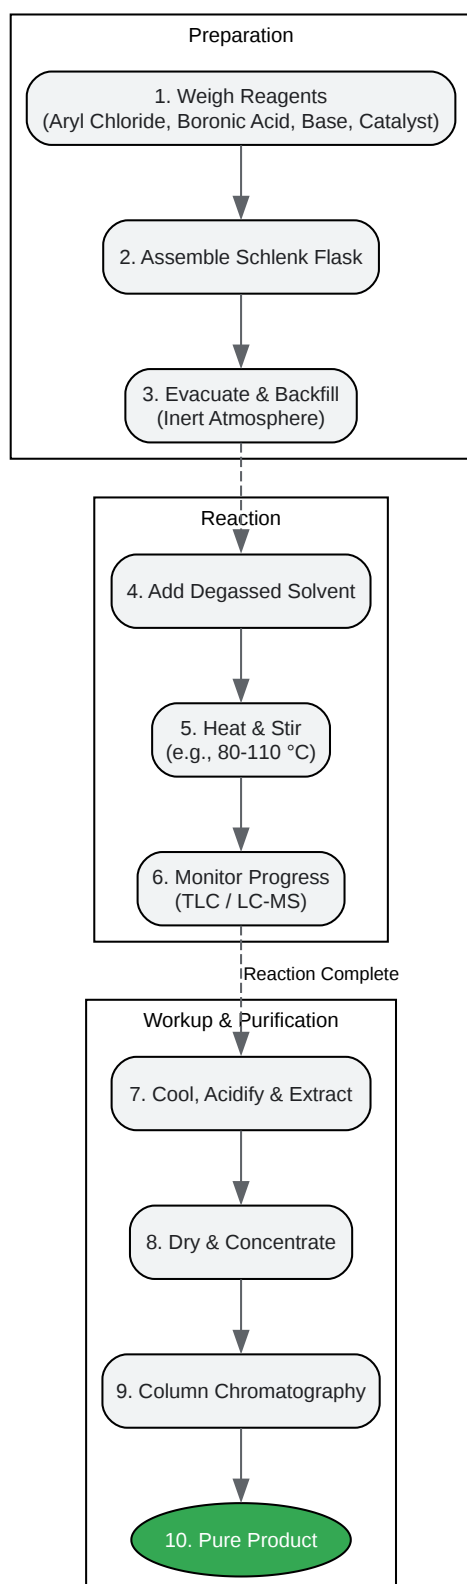 Preparation
1. Weigh Reagents
(Aryl Chloride, Boronic Acid, Base, Catalyst)
2. Assemble Schlenk Flask
3. Evacuate & Backfill
(Inert Atmosphere)
Reaction
4. Add Degassed Solvent
5. Heat & Stir
(e.g., 80-110 °C)
6. Monitor Progress
(TLC / LC-MS)
Reaction Complete
Workup & Purification
7. Cool, Acidify & Extract
8. Dry & Concentrate
9. Column Chromatography
10. Pure Product